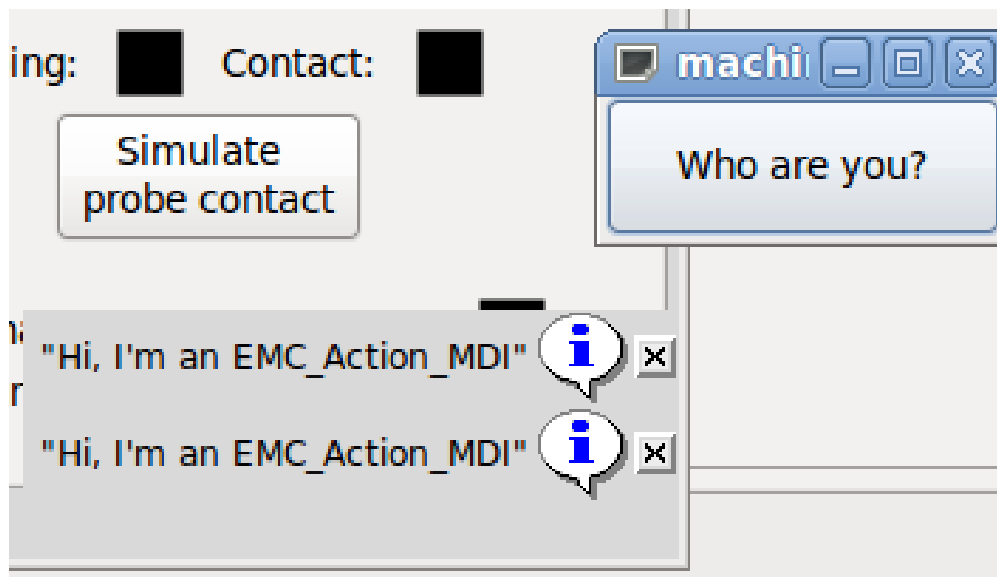 ing: Contact:
machi
Simulate
probe contact
Who are you?
"Hi, I'm an EMC_Action_MDI"
"Hi, I'm an EMC_Action_MDI"